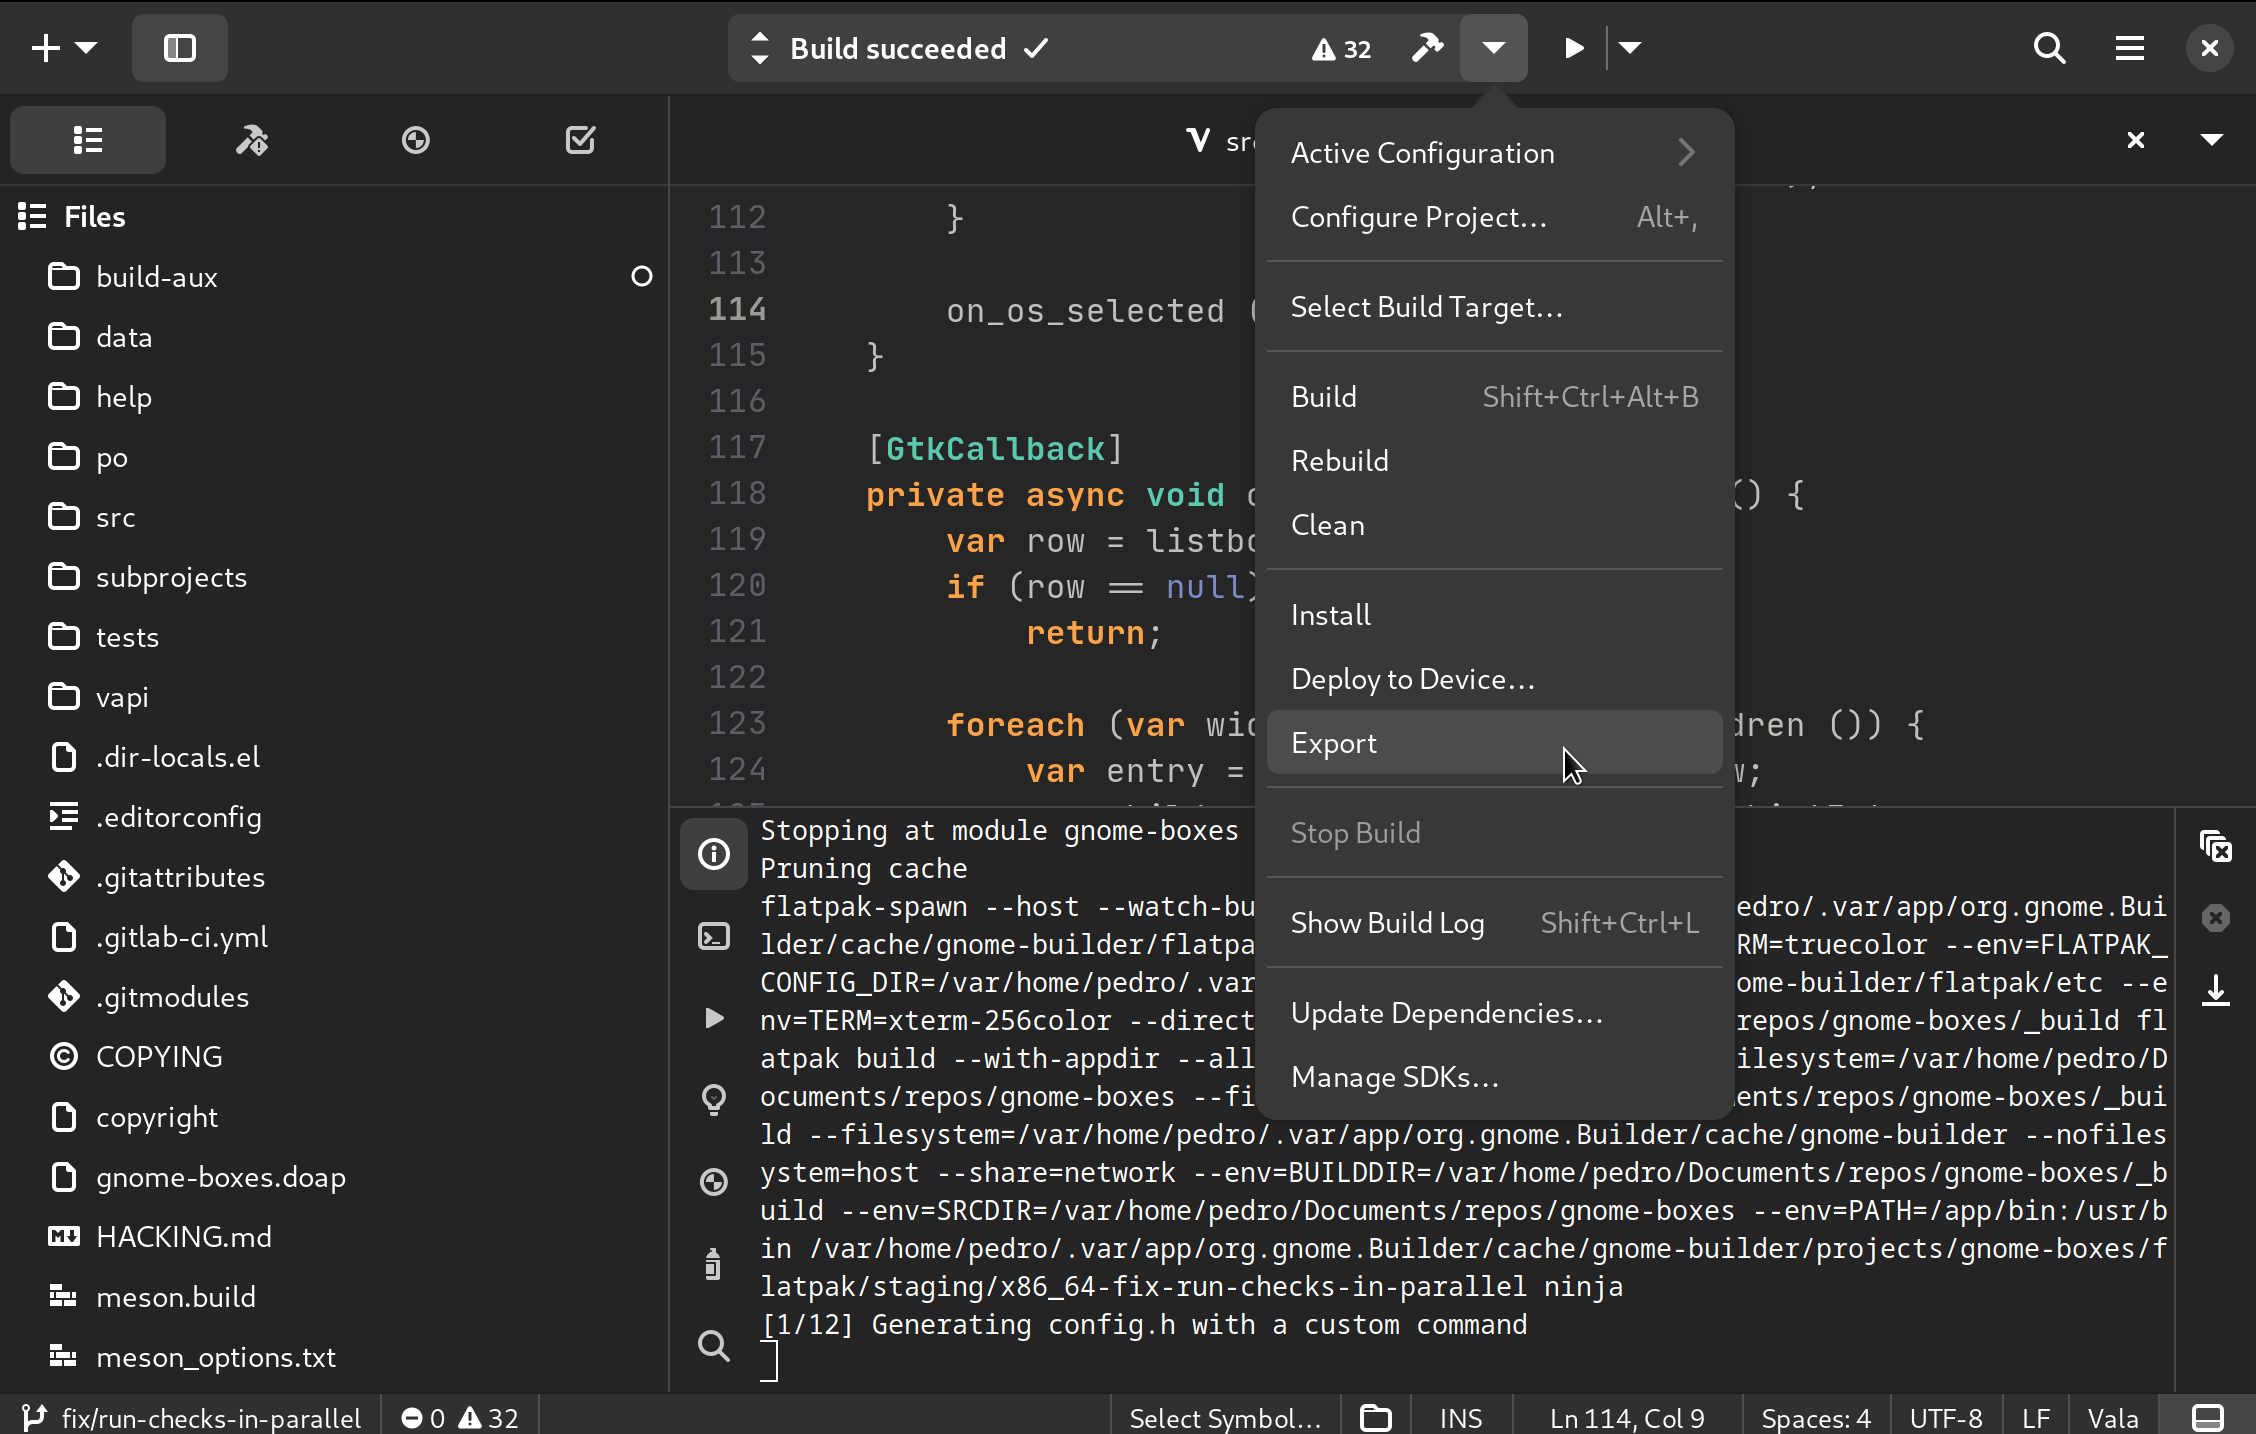 Build succeeded
32
Files
build-aux
data
help
po
src
subprojects
tests
vapi
.dir-locals.el
.editorconfig
.gitattributes
.gitlab-ci.yml
.gitmodules
COPYING
copyright
gnome-boxes.doap
HACKING.md
meson.build
meson_options.txt
112 }
113
114 on_os_selected (
115 }
116
117 [GtkCallback]
118 private async void () {
119 var row =
120 if (row == null)
121 return;
122
123 foreach (var ()) {
124 var entry =
Active Configuration
Configure Project… Alt+,
Select Build Target…
Build Shift+Ctrl+Alt+B
Rebuild
Clean
Install
Deploy to Device…
Export
Stop Build
Show Build Log Shift+Ctrl+L
Update Dependencies…
Manage SDKs…
Stopping at module gnome-boxes
Pruning cache
flatpak-spawn --host --watch-bu edro/.var/app/org.gnome.Bui
lder/cache/gnome-builder/flatpa RM=truecolor --env=FLATPAK_
CONFIG_DIR=/var/home/pedro/.var ome-builder/flatpak/etc --e
nv=TERM=xterm-256color --direct repos/gnome-boxes/_build fl
atpak build --with-appdir --all ilesystem=/var/home/pedro/D
ocuments/repos/gnome-boxes --fi ents/repos/gnome-boxes/_bui
ld --filesystem=/var/home/pedro/.var/app/org.gnome.Builder/cache/gnome-builder --nofiles
ystem=host --share=network --env=BUILDDIR=/var/home/pedro/Documents/repos/gnome-boxes/_b
uild --env=SRCDIR=/var/home/pedro/Documents/repos/gnome-boxes --env=PATH=/app/bin:/usr/b
in /var/home/pedro/.var/app/org.gnome.Builder/cache/gnome-builder/projects/gnome-boxes/f
latpak/staging/x86_64-fix-run-checks-in-parallel ninja
[1/12] Generating config.h with a custom command
fix/run-checks-in-parallel 0 32 Select Symbol… INS Ln 114, Col 9 Spaces: 4 UTF-8 LF Vala